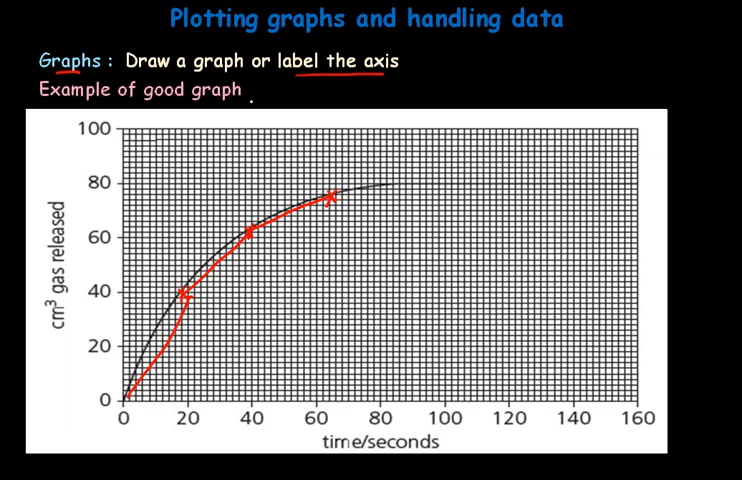 Plotting graphs and handling data
Graphs : Draw a graph or label the axis
Example of good graph .
100
80
60
40
20
0
cm³ gas released
0 20 40 60 80 100 120 140 160
time/seconds